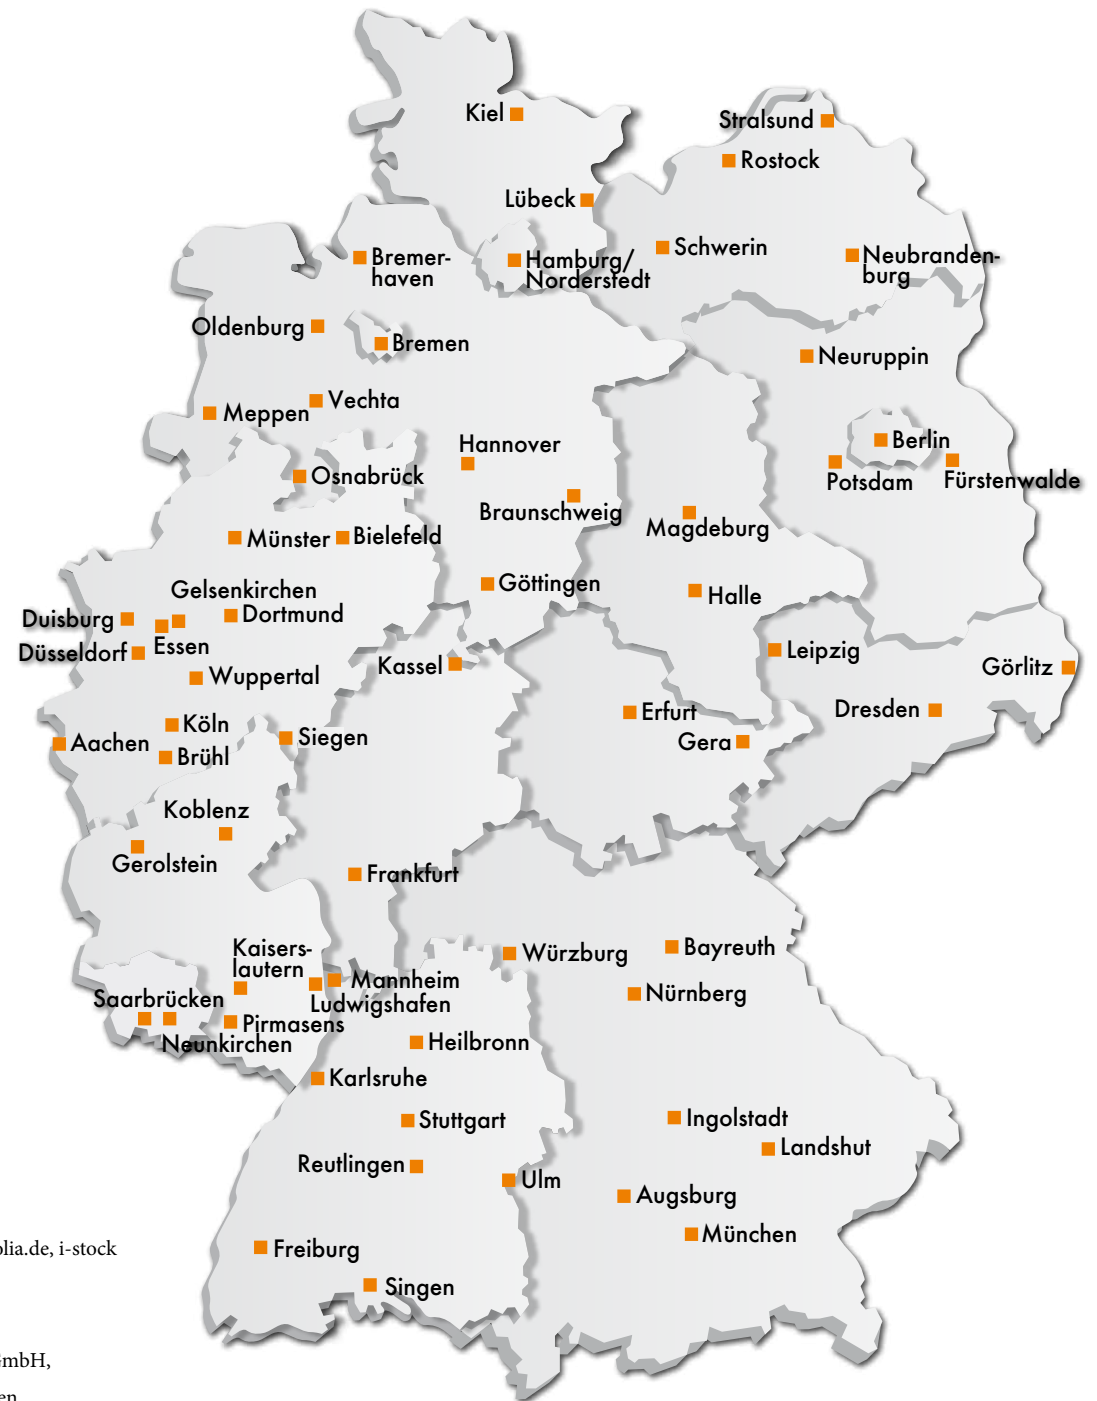 Kiel
Stralsund
Rostock
Lübeck
Schwerin
Bremer-
haven
Hamburg/
Norderstedt
Neubranden-
burg
Oldenburg
Bremen
Neuruppin
Vechta
Meppen
Berlin
Hannover
Osnabrück
Potsdam
Fürstenwalde
Braunschweig
Magdeburg
Münster
Bielefeld
Göttingen
Gelsenkirchen
Halle
Duisburg
Dortmund
Essen
Düsseldorf
Leipzig
Kassel
Görlitz
Wuppertal
Erfurt
Dresden
Köln
Siegen
Gera
Aachen
Brühl
Koblenz
Gerolstein
Frankfurt
Kaisers-
lautern
Würzburg
Bayreuth
Mannheim
Nürnberg
Saarbrücken
Ludwigshafen
Pirmasens
Neunkirchen
Heilbronn
Karlsruhe
Stuttgart
Ingolstadt
Landshut
Reutlingen
Ulm
Augsburg
München
Freiburg
lia.de, i-stock
Singen
GmbH,
en